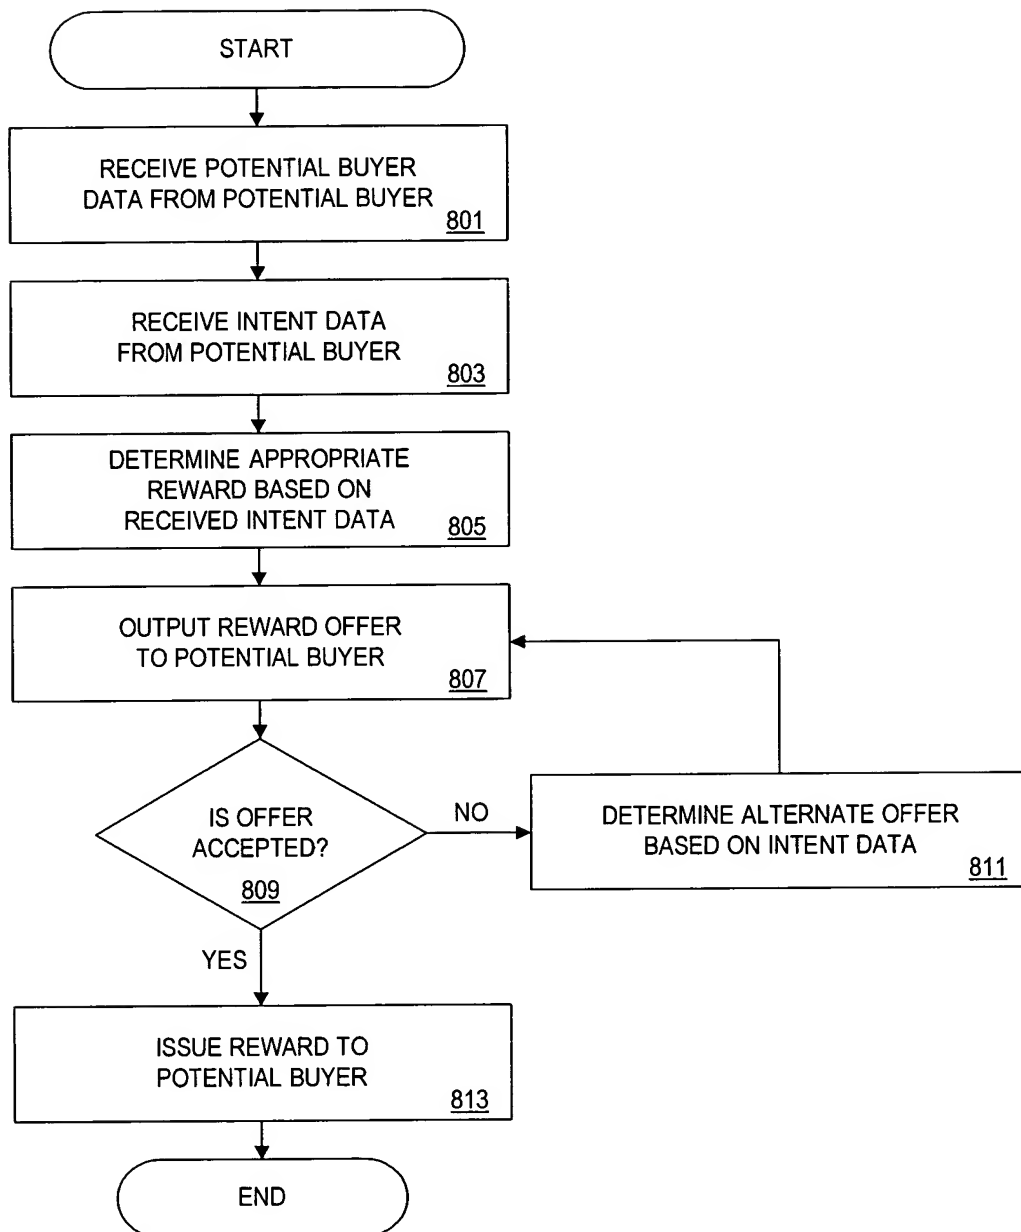 START
RECEIVE POTENTIAL BUYER
DATA FROM POTENTIAL BUYER
801
RECEIVE INTENT DATA
FROM POTENTIAL BUYER
803
DETERMINE APPROPRIATE
REWARD BASED ON
RECEIVED INTENT DATA
805
OUTPUT REWARD OFFER
TO POTENTIAL BUYER
807
IS OFFER
ACCEPTED?
809
NO
DETERMINE ALTERNATE OFFER
BASED ON INTENT DATA
811
YES
ISSUE REWARD TO
POTENTIAL BUYER
813
END